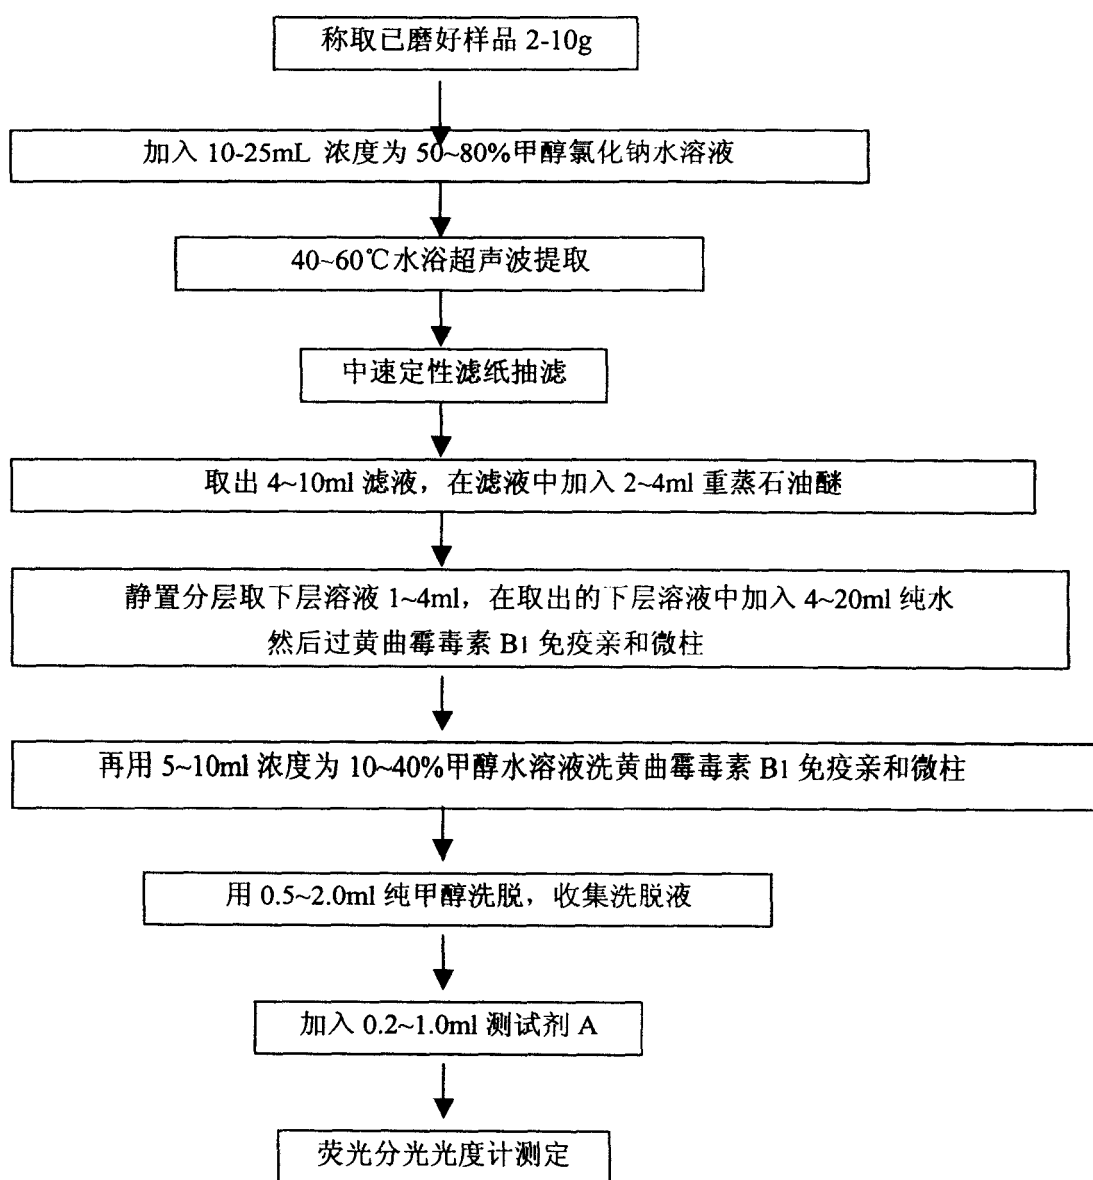 称取已磨好样品 2-10g
加入 10-25mL 浓度为 50~80%甲醇氯化钠水溶液
40~60℃水浴超声波提取
中速定性滤纸抽滤
取出 4~10ml 滤液，在滤液中加入 2~4ml 重蒸石油醚
静置分层取下层溶液 1~4ml，在取出的下层溶液中加入 4~20ml 纯水
然后过黄曲霉毒素 B1 免疫亲和微柱
再用 5~10ml 浓度为 10~40%甲醇水溶液洗黄曲霉毒素 B1 免疫亲和微柱
用 0.5~2.0ml 纯甲醇洗脱，收集洗脱液
加入 0.2~1.0ml 测试剂 A
荧光分光光度计测定